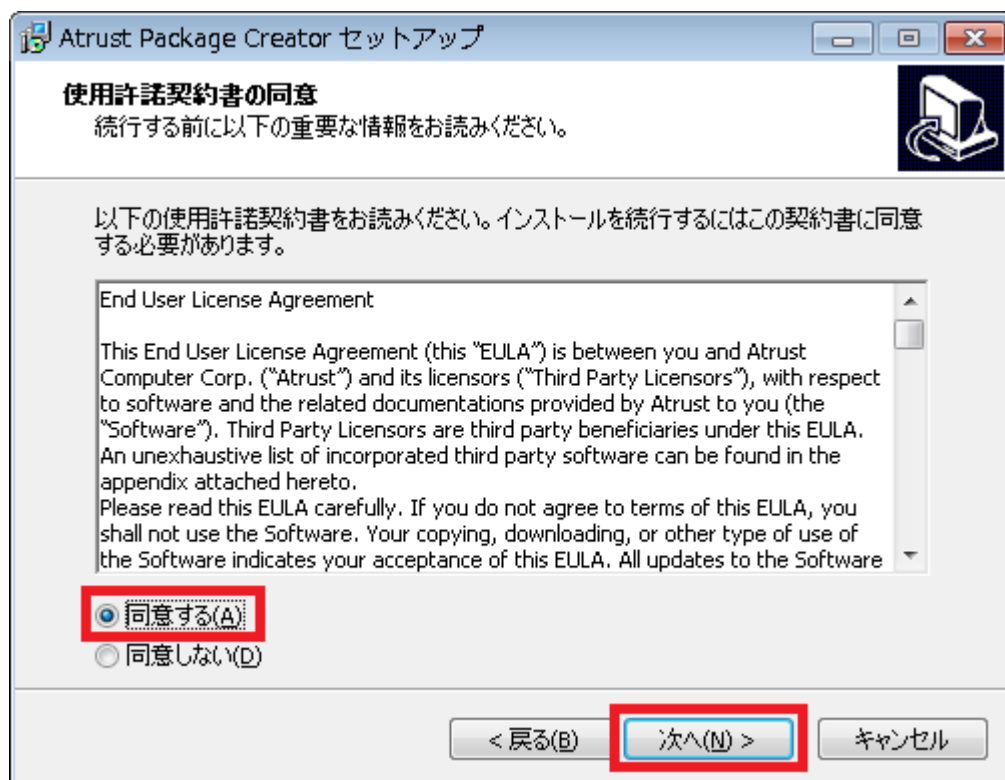 Atrust Package Creator セットアップ
使用許諾契約書の同意
続行する前に以下の重要な情報をお読みください。
以下の使用許諾契約書をお読みください。インストールを続行するにはこの契約書に同意
する必要があります。
End User License Agreement
This End User License Agreement (this “EULA”) is between you and Atrust
Computer Corp. (“Atrust”) and its licensors (“Third Party Licensors”), with respect
to software and the related documentations provided by Atrust to you (the
“Software”). Third Party Licensors are third party beneficiaries under this EULA.
An unexhaustive list of incorporated third party software can be found in the
appendix attached hereto.
Please read this EULA carefully. If you do not agree to terms of this EULA, you
shall not use the Software. Your copying, downloading, or other type of use of
the Software indicates your acceptance of this EULA. All updates to the Software
同意する(A)
同意しない(D)
< 戻る(B)
次へ(N) >
キャンセル